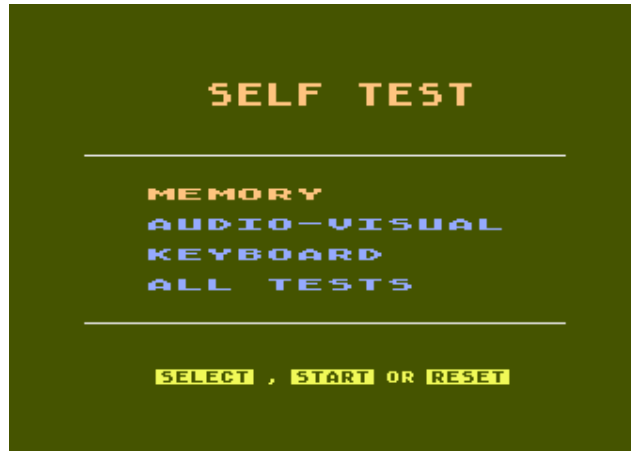 SELF TEST
MEMORY
AUDIO-VISUAL
KEYBOARD
ALL TESTS
SELECT , START OR RESET